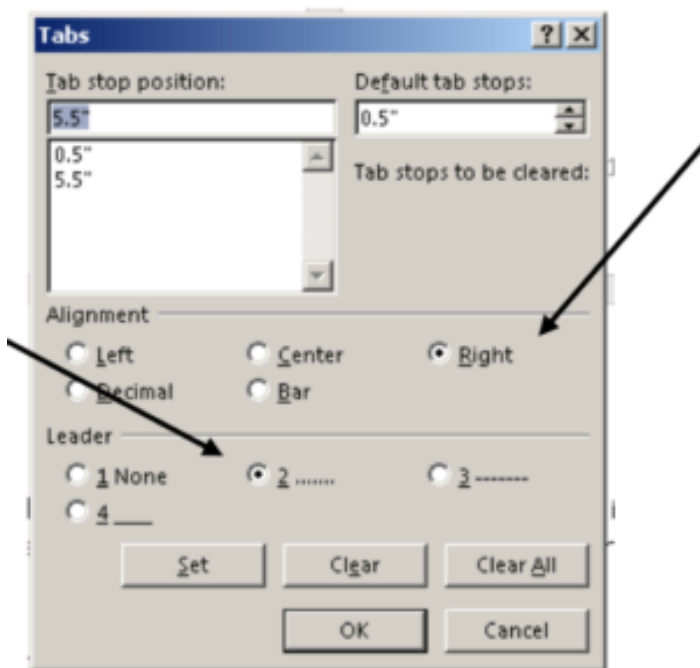 Tabs
Tab stop position:
Default tab stops:
5.5"
0.5"
0.5"
5.5"
Tab stops to be cleared:
Alignment
Left
Center
Right
Decimal
Bar
Leader
1 None
2 .......
3 -------
4 ___
Set
Clear
Clear All
OK
Cancel